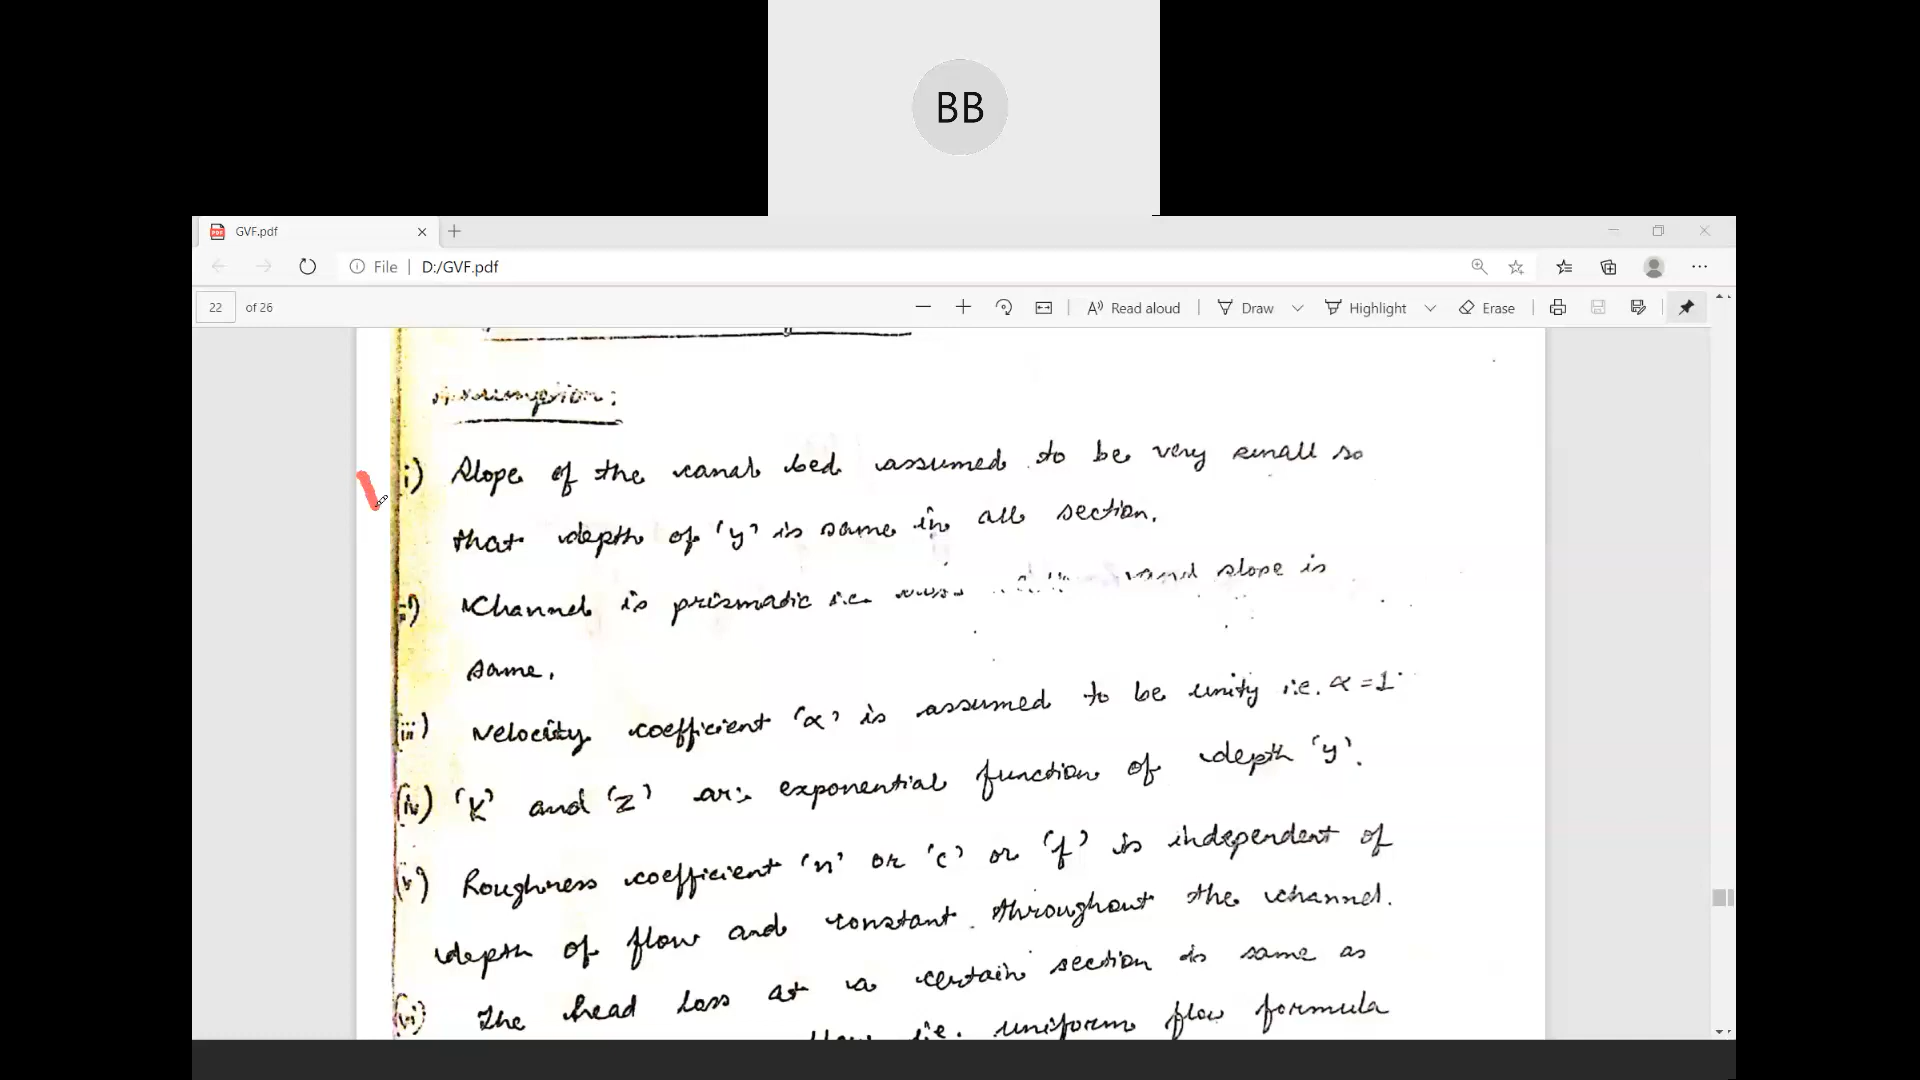 BB
GVF.pdf
File | D:/GVF.pdf
22 of 26 Read aloud Draw Highlight Erase
Assumption:
i) Slope of the canal bed assumed to be very small so
that depth of 'y' is same in all section.
ii) Channel is prismatic i.e. slope is
same.
iii) Velocity coefficient 'α' is assumed to be unity i.e. α = 1
(iv) 'K' and 'Z' are exponential function of depth 'y'.
(v) Roughness coefficient 'n' or 'c' or 'f' is independent of
depth of flow and constant throughout the channel.
(vi) The head loss at a certain section is same as
flow i.e. uniform flow formula